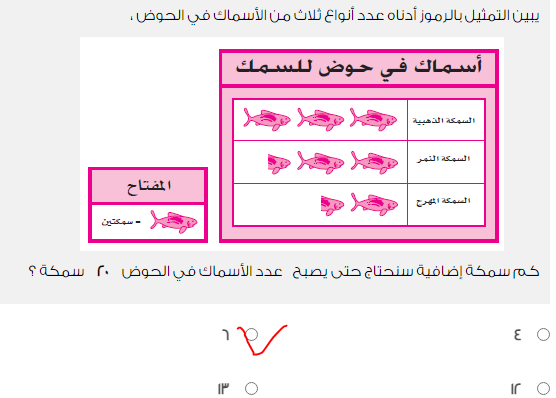 يبين التمثيل بالرموز أدناه عدد أنواع ثلاث من الأسماك في الحوض ،
أسماك في حوض للسمك
السمكة الذهبية
السمكة النمر
السمكة المهرج
المفتاح
= سمكتين
كم سمكة إضافية سنحتاج حتى يصبح عدد الأسماك في الحوض ٢٠ سمكة ؟
٤
٦
١٢
١٣